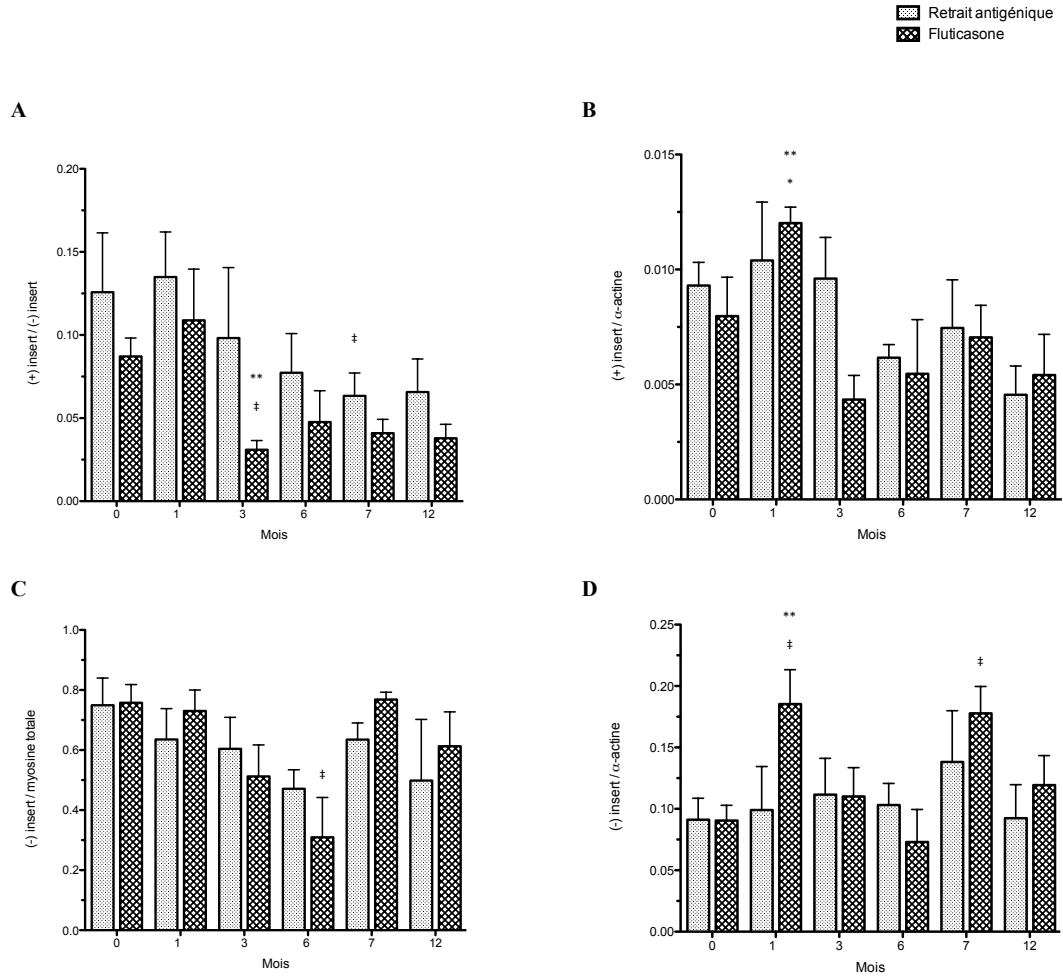 Retrait antigénique
Fluticasone
A
(+) insert / (-) insert
0.20
0.15
0.10
0.05
0.00
**
‡
‡
0 1 3 6 7 12
Mois
B
(+) insert / α-actine
0.015
0.010
0.005
0.000
**
*
0 1 3 6 7 12
Mois
C
(-) insert / myosine totale
1.0
0.8
0.6
0.4
0.2
0.0
‡
0 1 3 6 7 12
Mois
D
(-) insert / α-actine
0.25
0.20
0.15
0.10
0.05
0.00
**
‡
‡
0 1 3 6 7 12
Mois